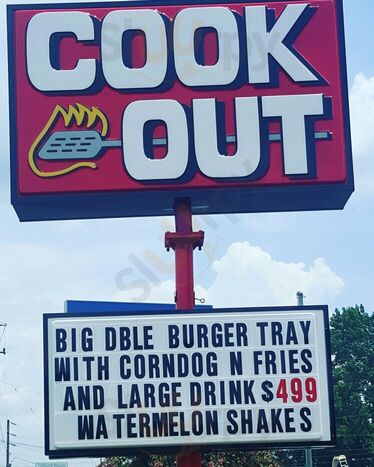 COOK
OUT
BIG DBLE BURGER TRAY
WITH CORNDOG N FRIES
AND LARGE DRINK $499
WATERMELON SHAKES